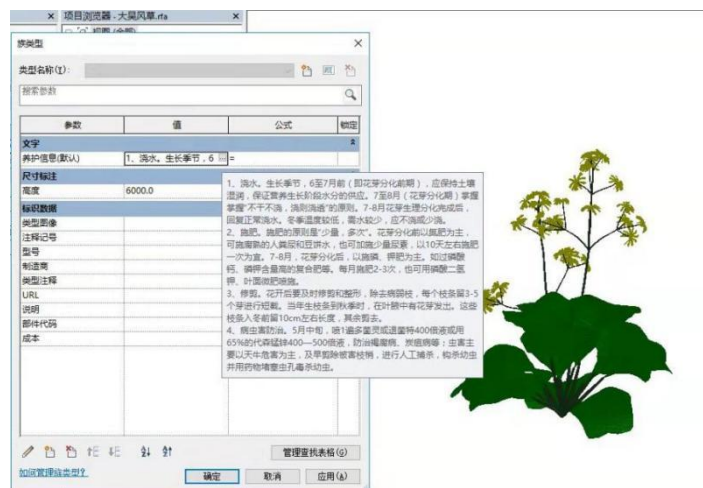 项目浏览器 - 大吴风草.rfa
族类型
类型名称(Y):
搜索参数
参数 值 公式 锁定
文字
养护信息(默认) 1、浇水。生长季节，6 =
尺寸标注
高度 6000.0
标识数据
类型图像
注释记号
型号
制造商
类型注释
URL
说明
部件代码
成本
1、浇水。生长季节，6至7月前（即花芽分化前期），应保持土壤
湿润，保证营养生长阶段水分的供应。7至8月（花芽分化期）掌握
掌握"不干不浇，浇则浇透"的原则。7-8月花芽生理分化完成后，
回复正常浇水。冬季温度较低，需水较少，应不浇或少浇。
2、施肥。施肥的原则是"少量，多次"。花芽分化前以氮肥为主，
可施腐熟的人粪尿和豆饼水，也可加施少量尿素，以10天左右施肥
一次为宜。7-8月，花芽分化后，以施磷、钾肥为主。如过磷酸
钙、磷钾含量高的复合肥等。每月施肥2-3次，也可用磷酸二氢
钾、叶面微肥喷施。
3、修剪。花开后要及时修剪和整形，除去病弱枝，每个枝条留3-5
个芽进行短截。当年生枝条到秋季时，在叶腋中有花芽发出。这些
枝条入冬前留10cm左右长度，其余剪去。
4、病虫害防治。5月中旬，喷1遍多菌灵或退菌特400倍液或用
65%的代森锰锌400—500倍液，防治褐霉病、炭疽病等；虫害主
要以天牛危害为主，及早剪除被害枝梢，进行人工捕杀，钩杀幼虫
并用药物堵塞虫孔毒杀幼虫。
管理查找表格(G)
如何管理族类型?
确定 取消 应用(A)